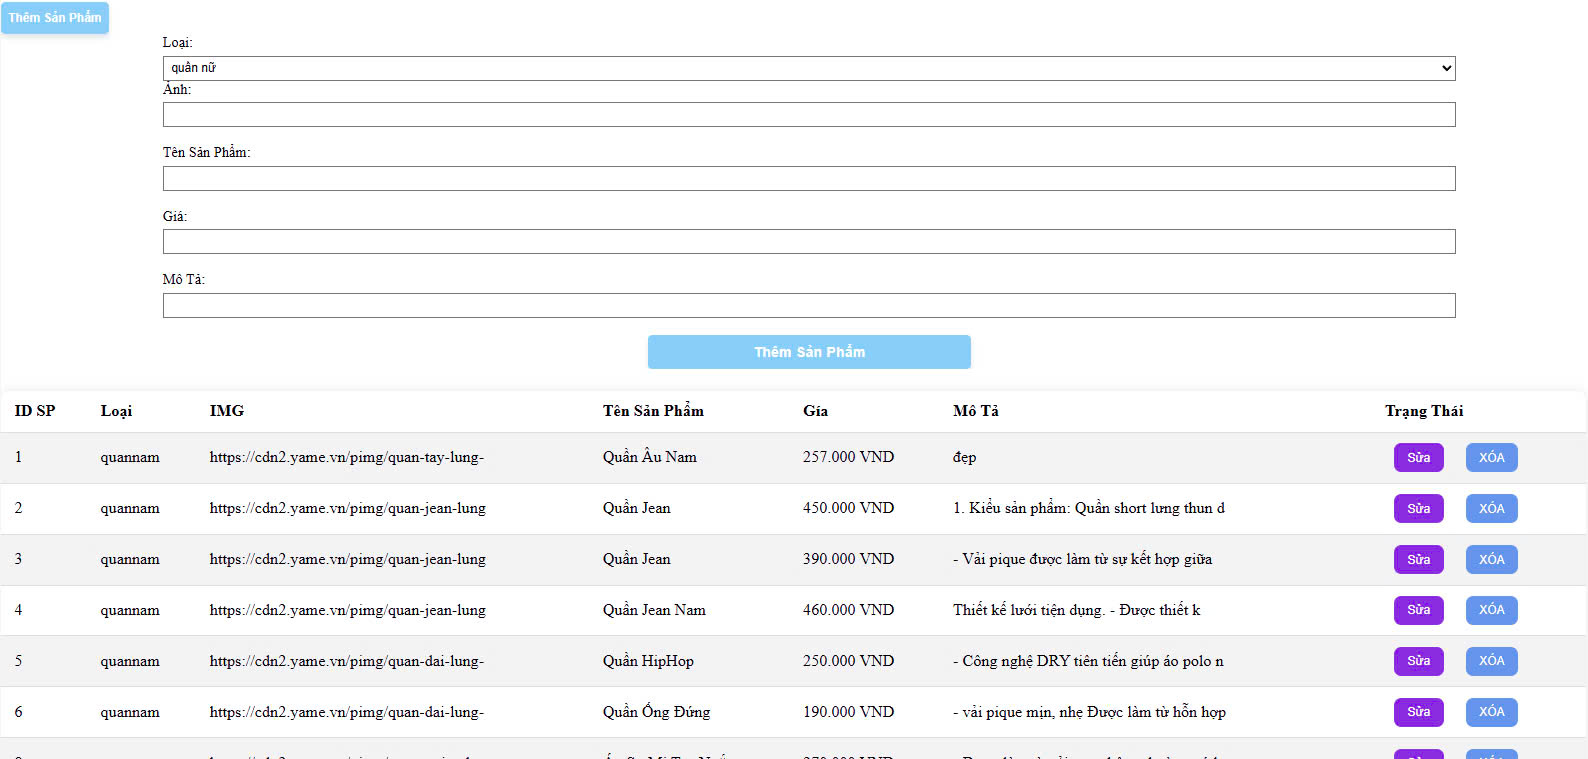 Thêm Sản Phẩm
Loại:
quần nữ
Ảnh:
Tên Sản Phẩm:
Giá:
Mô Tả:
Thêm Sản Phẩm
ID SP Loại IMG Tên Sản Phẩm Gía Mô Tả Trạng Thái
1 quannam https://cdn2.yame.vn/pimg/quan-tay-lung- Quần Âu Nam 257.000 VND đẹp Sửa XÓA
2 quannam https://cdn2.yame.vn/pimg/quan-jean-lung Quần Jean 450.000 VND 1. Kiểu sản phẩm: Quần short lưng thun d Sửa XÓA
3 quannam https://cdn2.yame.vn/pimg/quan-jean-lung Quần Jean 390.000 VND - Vải pique được làm từ sự kết hợp giữa Sửa XÓA
4 quannam https://cdn2.yame.vn/pimg/quan-jean-lung Quần Jean Nam 460.000 VND Thiết kế lưới tiện dụng. - Được thiết k Sửa XÓA
5 quannam https://cdn2.yame.vn/pimg/quan-dai-lung- Quần HipHop 250.000 VND - Công nghệ DRY tiên tiến giúp áo polo n Sửa XÓA
6 quannam https://cdn2.yame.vn/pimg/quan-dai-lung- Quần Ống Đứng 190.000 VND - vải pique mịn, nhẹ Được làm từ hỗn hợp Sửa XÓA